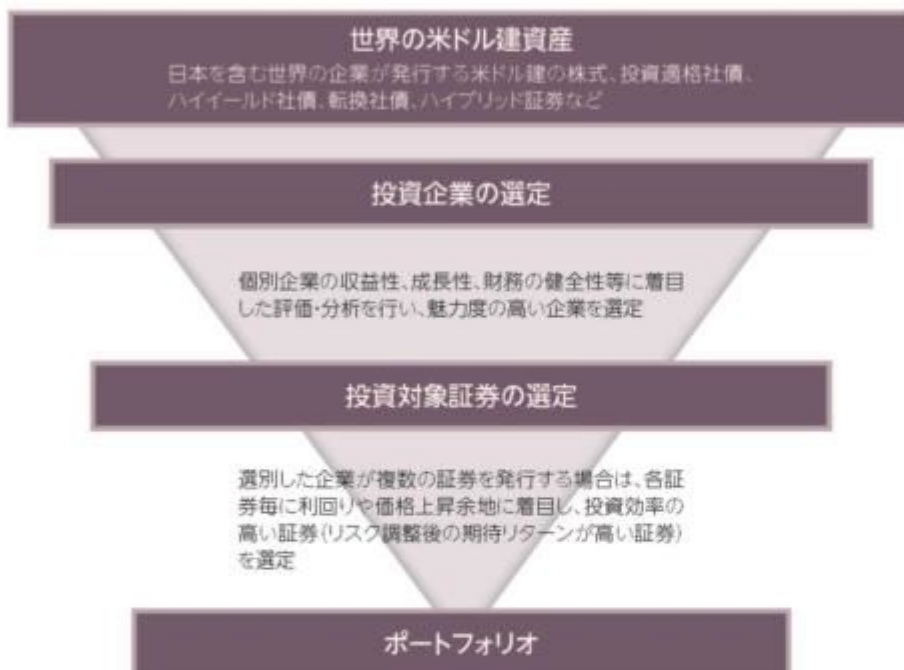 世界の米ドル建資産
日本を含む世界の企業が発行する米ドル建の株式、投資適格社債、
ハイイールド社債、転換社債、ハイブリッド証券など
投資企業の選定
個別企業の収益性、成長性、財務の健全性等に着目
した評価・分析を行い、魅力度の高い企業を選定
投資対象証券の選定
選別した企業が複数の証券を発行する場合は、各証
券毎に利回りや価格上昇余地に着目し、投資効率の
高い証券(リスク調整後の期待リターンが高い証券)
を選定
ポートフォリオ